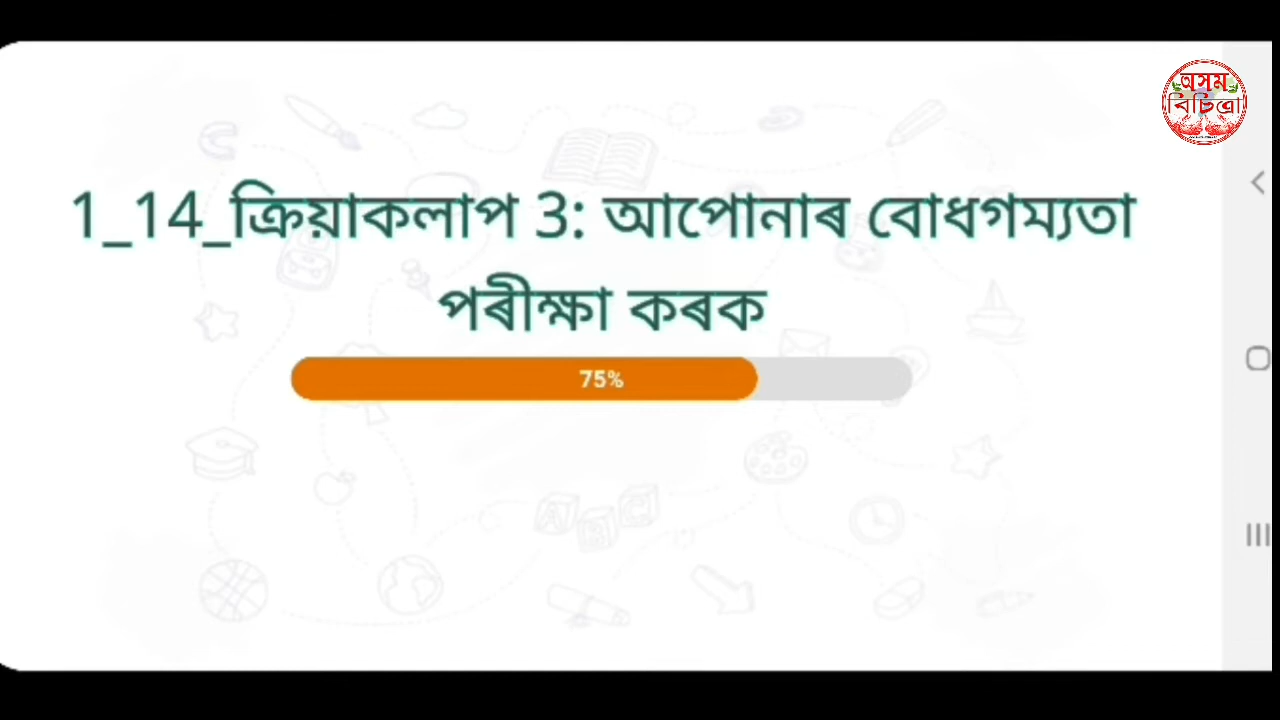 অসম
বিচিত্ৰা
1_14_ক্ৰিয়াকলাপ 3: আপোনাৰ বোধগম্যতা
পৰীক্ষা কৰক
75%
A B C